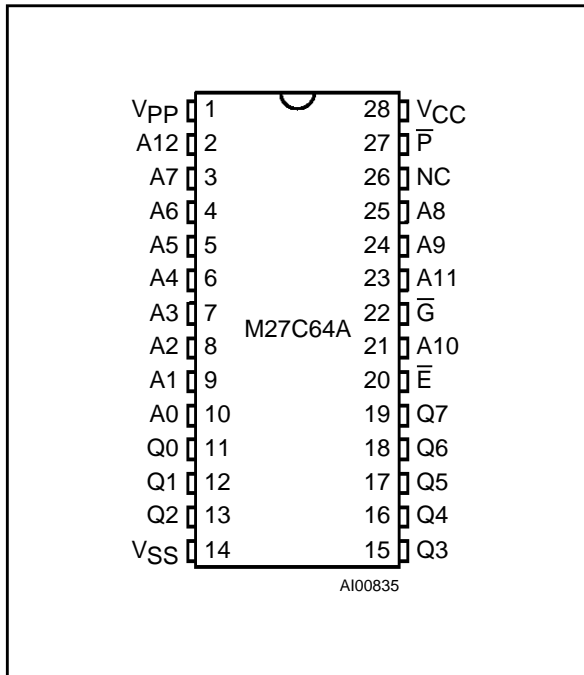 VPP 1 28 VCC
A12 2 27 P̅
A7 3 26 NC
A6 4 25 A8
A5 5 24 A9
A4 6 23 A11
A3 7 22 G̅
M27C64A
A2 8 21 A10
A1 9 20 E̅
A0 10 19 Q7
Q0 11 18 Q6
Q1 12 17 Q5
Q2 13 16 Q4
VSS 14 15 Q3
AI00835